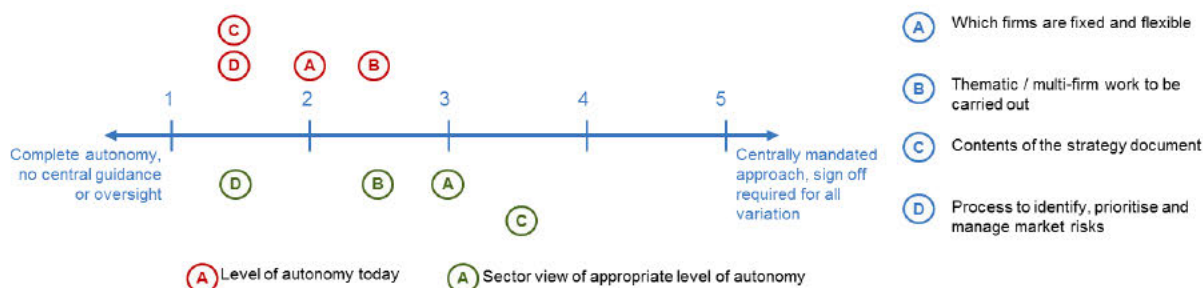 C
D A B
1 2 3 4 5
Complete autonomy,
no central guidance
or oversight
Centrally mandated
approach, sign off
required for all
variation
D B A
C
A Level of autonomy today
A Sector view of appropriate level of autonomy
A Which firms are fixed and flexible
B Thematic / multi-firm work to be
carried out
C Contents of the strategy document
D Process to identify, prioritise and
manage market risks